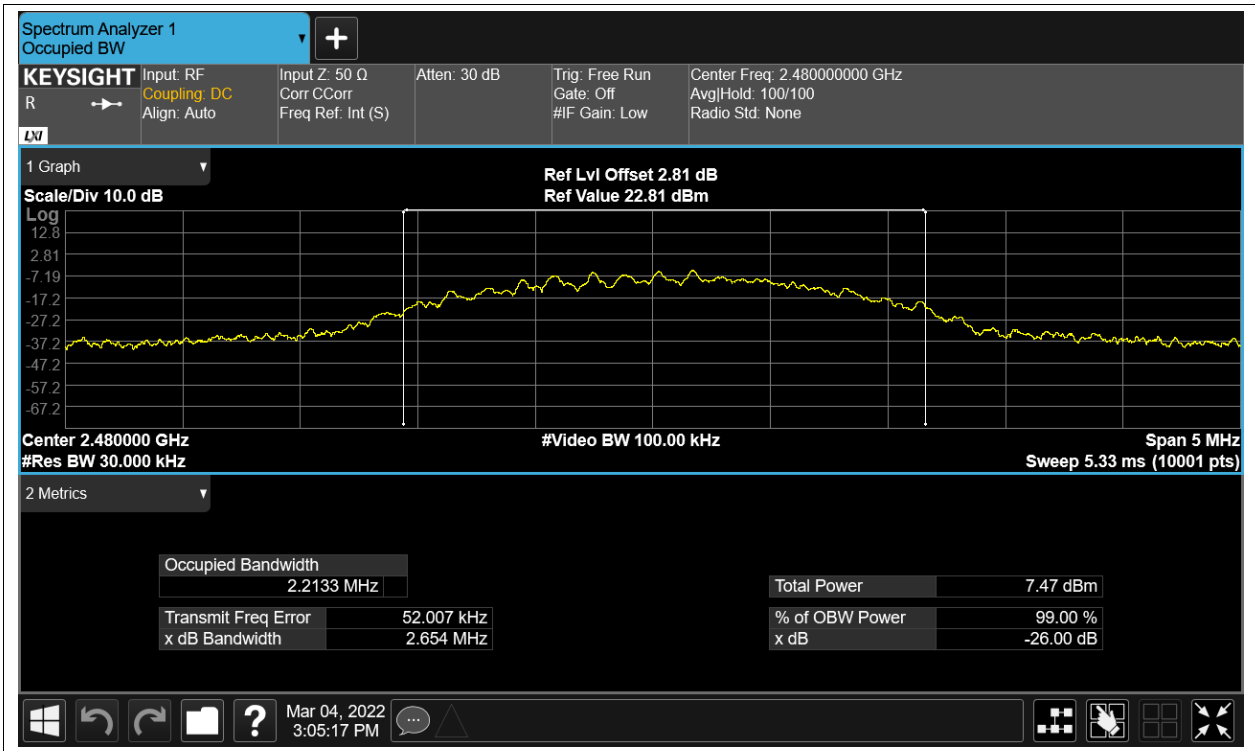 Spectrum Analyzer 1
Occupied BW
KEYSIGHT
R
LXI
Input: RF
Coupling: DC
Align: Auto
Input Z: 50 Ω
Corr CCorr
Freq Ref: Int (S)
Atten: 30 dB
Trig: Free Run
Gate: Off
#IF Gain: Low
Center Freq: 2.480000000 GHz
Avg|Hold: 100/100
Radio Std: None
1 Graph
Scale/Div 10.0 dB
Ref Lvl Offset 2.81 dB
Ref Value 22.81 dBm
Log
12.8
2.81
-7.19
-17.2
-27.2
-37.2
-47.2
-57.2
-67.2
Center 2.480000 GHz
#Res BW 30.000 kHz
#Video BW 100.00 kHz
Span 5 MHz
Sweep 5.33 ms (10001 pts)
2 Metrics
Occupied Bandwidth
2.2133 MHz
Transmit Freq Error 52.007 kHz
x dB Bandwidth 2.654 MHz
Total Power 7.47 dBm
% of OBW Power 99.00 %
x dB -26.00 dB
?
Mar 04, 2022
3:05:17 PM